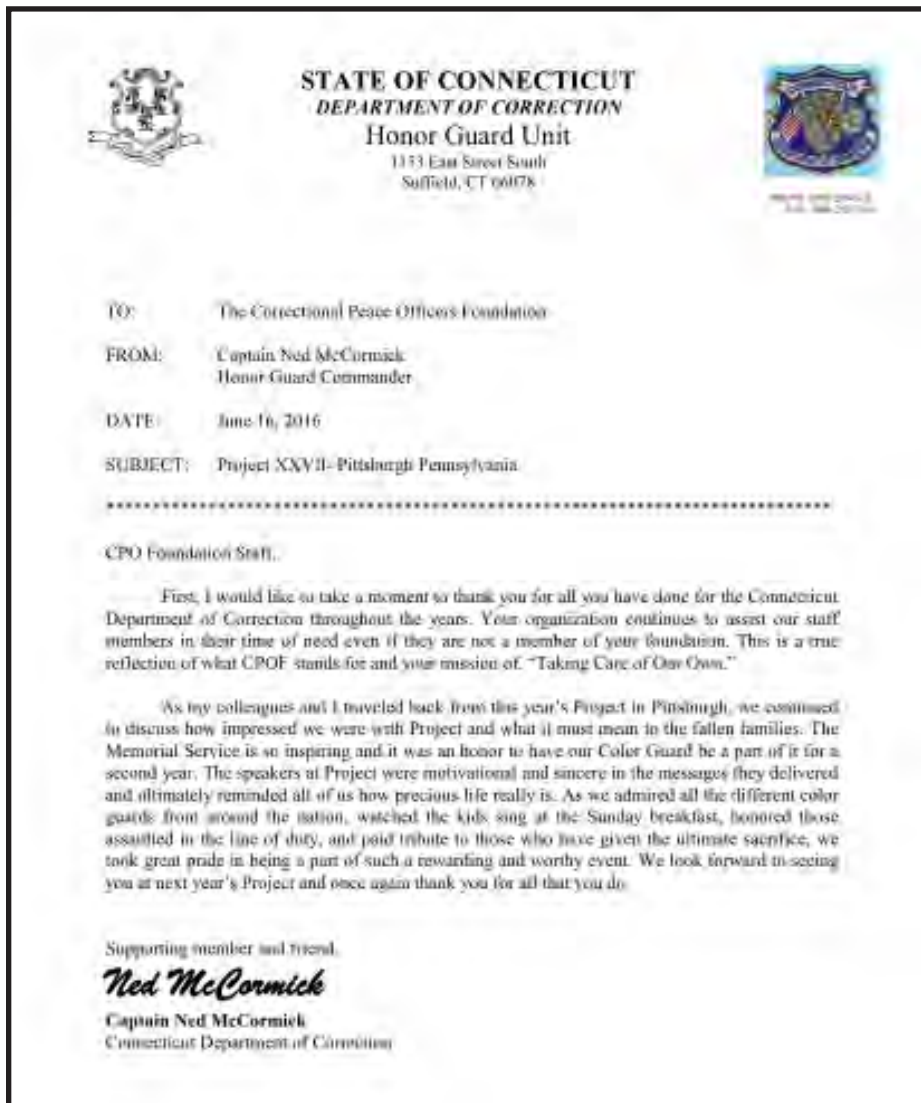 STATE OF CONNECTICUT
DEPARTMENT OF CORRECTION
Honor Guard Unit
1153 East Street South
Suffield, CT 06078
TO: The Correctional Peace Officers Foundation
FROM: Captain Ned McCormick
Honor Guard Commander
DATE: June 16, 2016
SUBJECT: Project XXVII- Pittsburgh Pennsylvania
CPO Foundation Staff,
First, I would like to take a moment to thank you for all you have done for the Connecticut
Department of Correction throughout the years. Your organization continues to assist our staff
members in their time of need even if they are not a member of your foundation. This is a true
reflection of what CPOF stands for and your mission of, “Taking Care of Our Own.”
As my colleagues and I traveled back from this year’s Project in Pittsburgh, we continued
to discuss how impressed we were with Project and what it must mean to the fallen families. The
Memorial Service is so inspiring and it was an honor to have our Color Guard be a part of it for a
second year. The speakers at Project were motivational and sincere in the messages they delivered
and ultimately reminded all of us how precious life really is. As we admired all the different color
guards from around the nation, watched the kids sing at the Sunday breakfast, honored those
assaulted in the line of duty, and paid tribute to those who have given the ultimate sacrifice, we
took great pride in being a part of such a rewarding and worthy event. We look forward to seeing
you at next year’s Project and once again thank you for all that you do.
Supporting member and friend,
Ned McCormick
Captain Ned McCormick
Connecticut Department of Correction